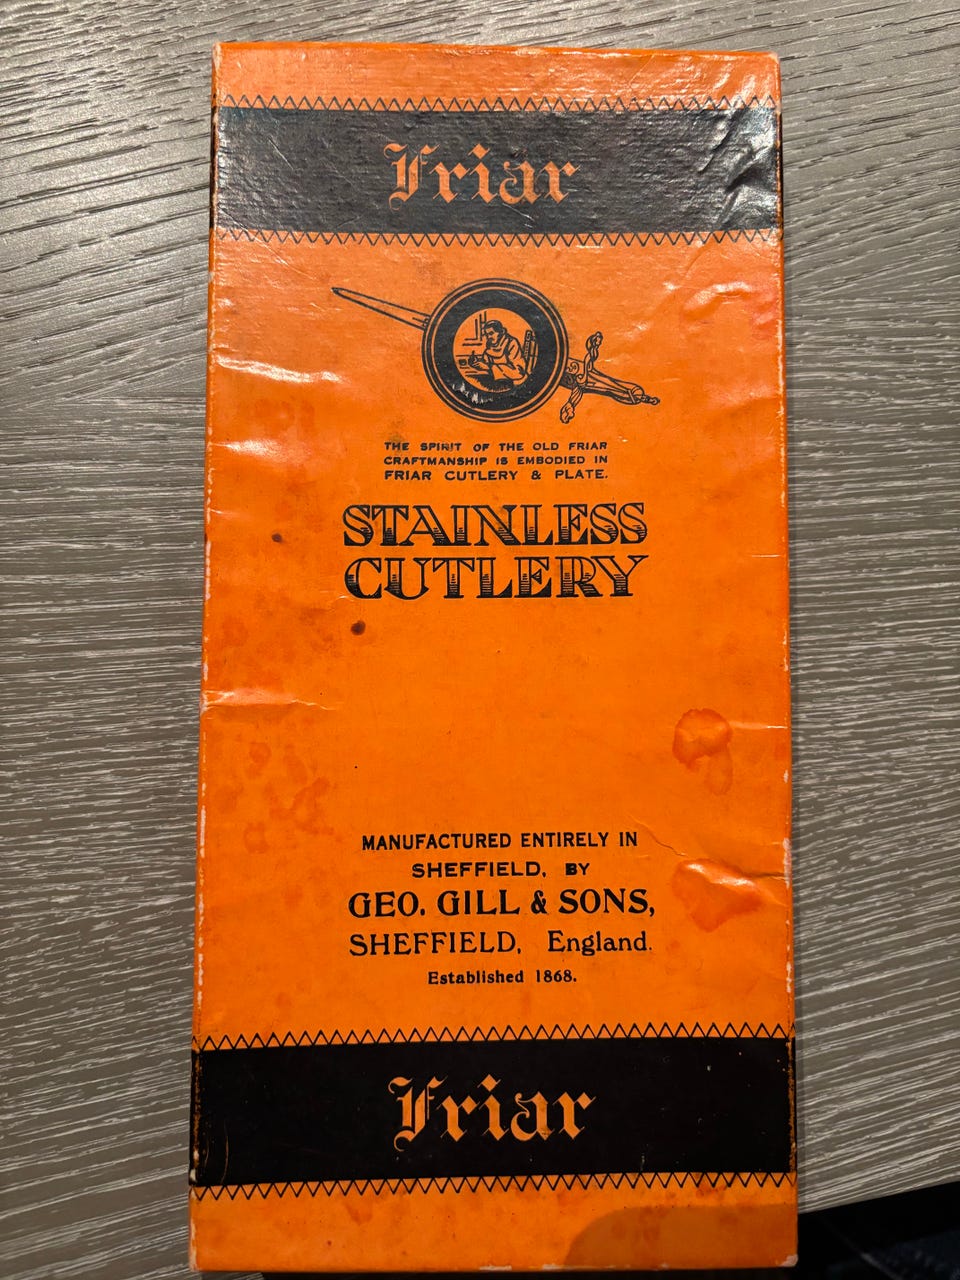 Friar
THE SPIRIT OF THE OLD FRIAR
CRAFTMANSHIP IS EMBODIED IN
FRIAR CUTLERY & PLATE.
STAINLESS
CUTLERY
MANUFACTURED ENTIRELY IN
SHEFFIELD, BY
GEO. GILL & SONS,
SHEFFIELD, England.
Established 1868.
Friar